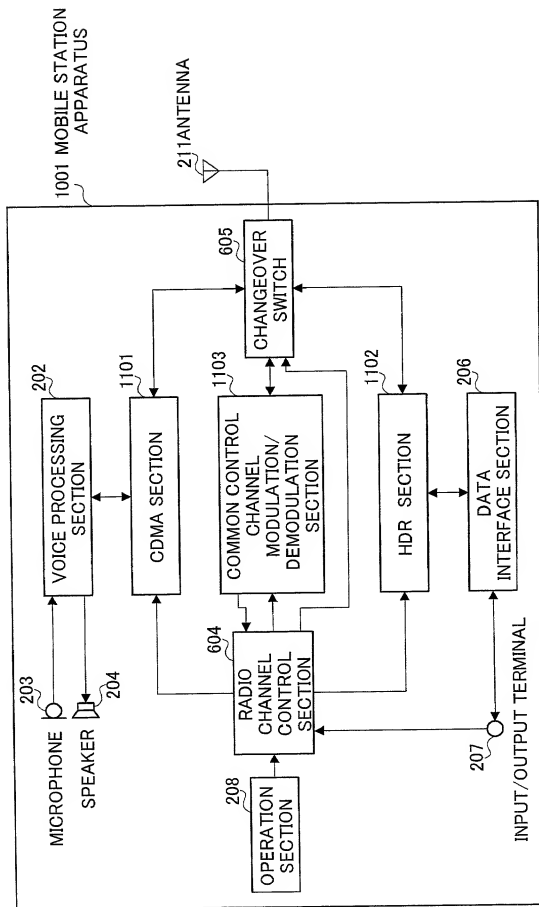 1001 MOBILE STATION
APPARATUS
211ANTENNA
605
CHANGEOVER
SWITCH
202
VOICE PROCESSING
SECTION
1101
CDMA SECTION
1103
COMMON CONTROL
CHANNEL
MODULATION/
DEMODULATION
SECTION
1102
HDR SECTION
206
DATA
INTERFACE SECTION
203
MICROPHONE
204
SPEAKER
604
RADIO
CHANNEL
CONTROL
SECTION
208
OPERATION
SECTION
207
INPUT/OUTPUT TERMINAL